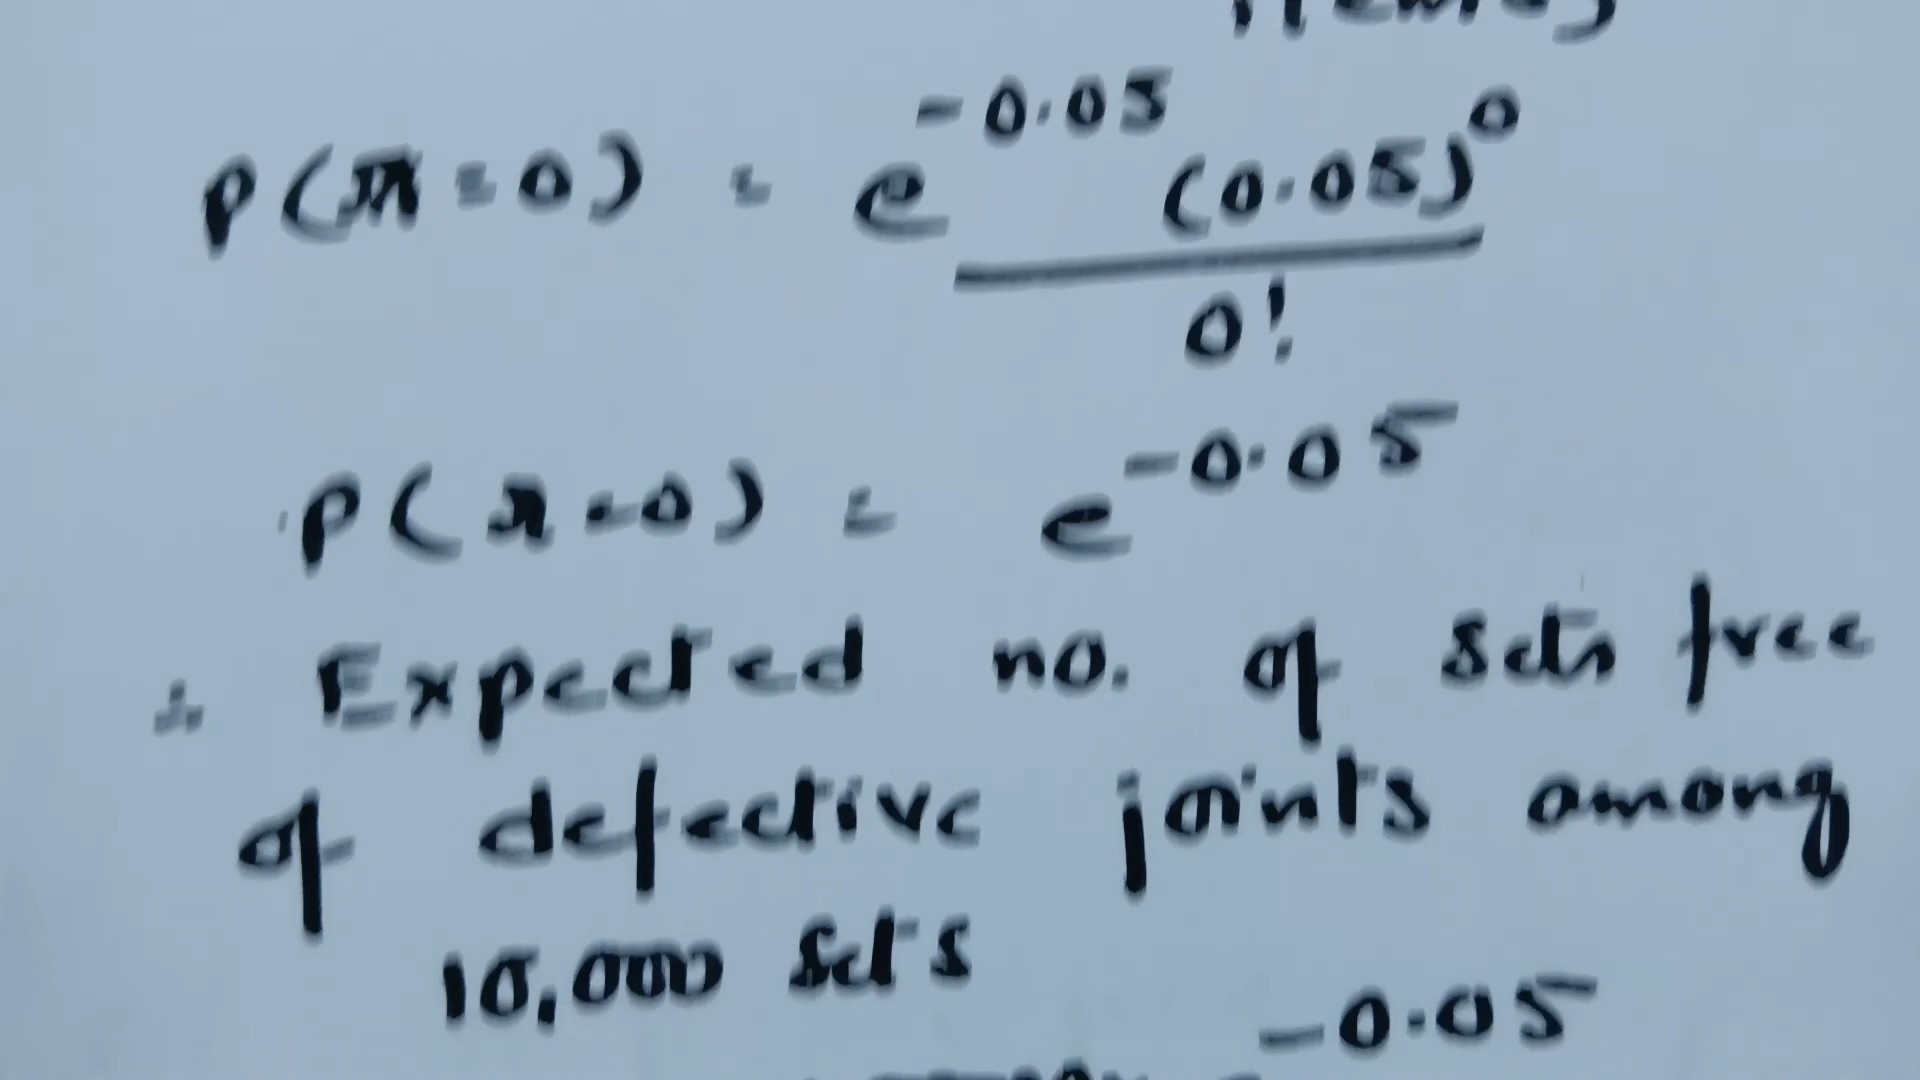 P(x=0) = e^-0.05 (0.05)^0
0!
P(x=0) = e^-0.05
∴ Expected no. of sets free
of defective joints among
10,000 sets
-0.05